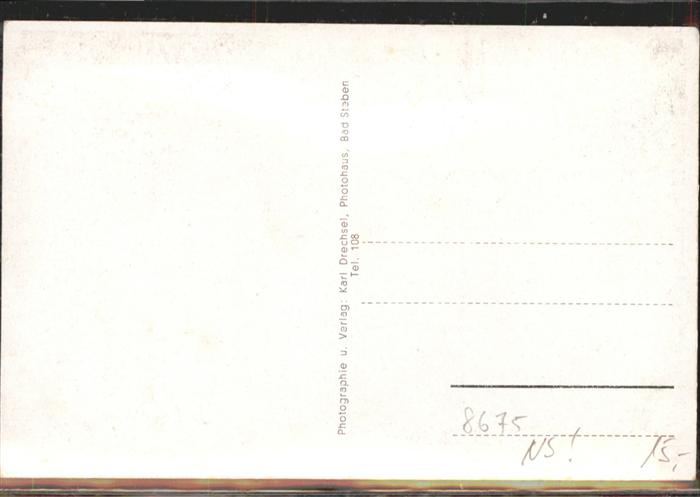 Photographie u. Verlag: Karl Drechsel, Photohaus, Bad Steben
Tel. 108
8675
NS!
15,-